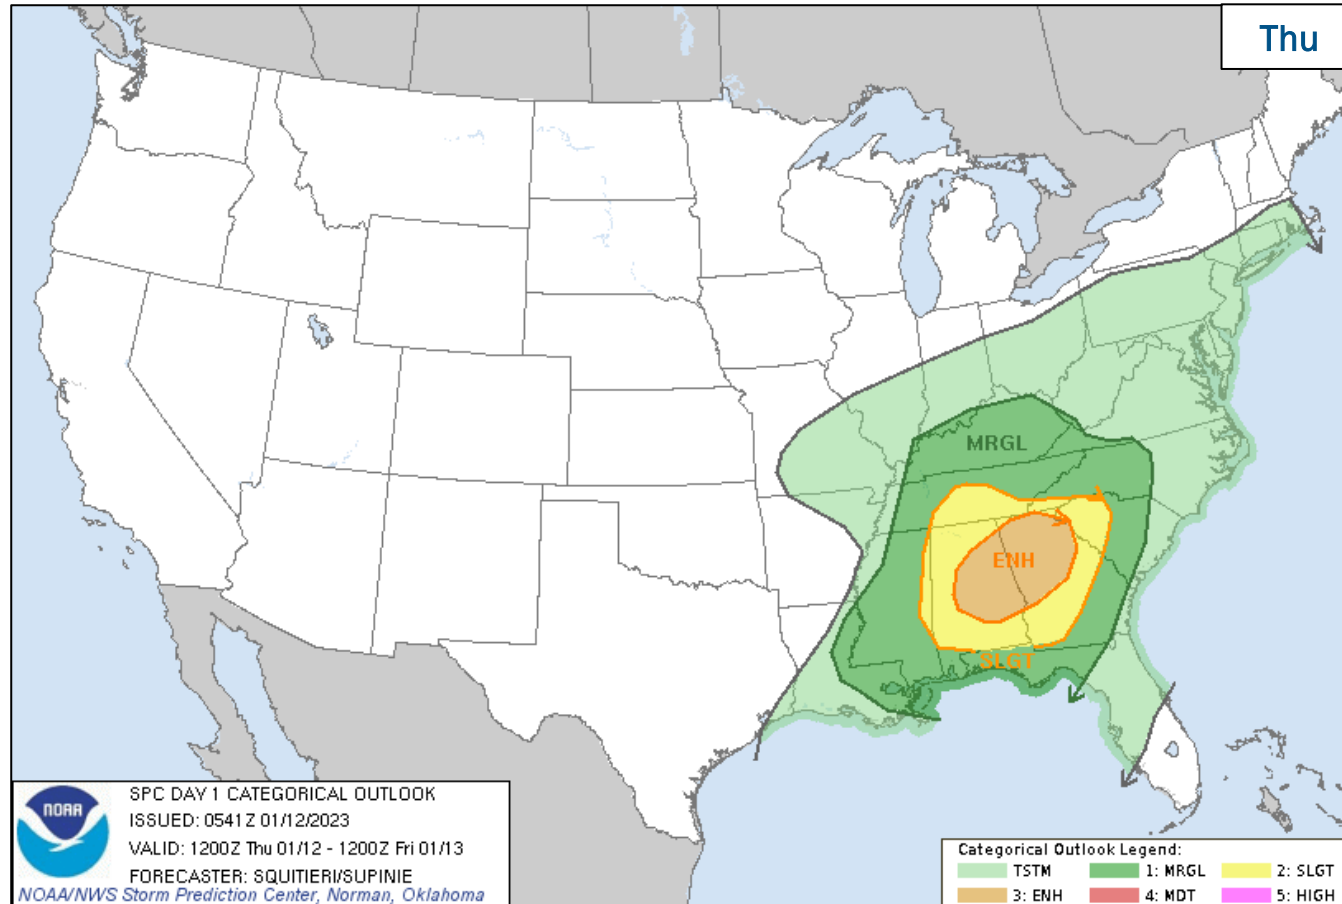 Thu
MRGL
ENH
SLGT
NOAA
SPC DAY 1 CATEGORICAL OUTLOOK
ISSUED: 0541Z 01/12/2023
VALID: 1200Z Thu 01/12 - 1200Z Fri 01/13
FORECASTER: SQUITIERI/SUPINIE
NOAA/NWS Storm Prediction Center, Norman, Oklahoma
Categorical Outlook Legend:
TSTM 1: MRGL 2: SLGT
3: ENH 4: MDT 5: HIGH